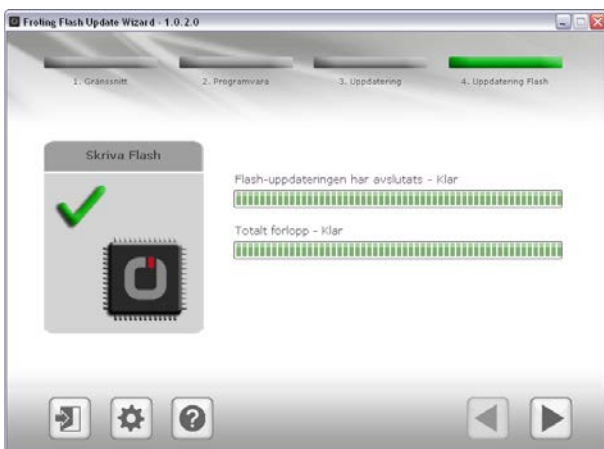 Froling Flash Update Wizard - 1.0.2.0
1. Gränssnitt
2. Programvara
3. Uppdatering
4. Uppdatering Flash
Skriva Flash
Flash-uppdateringen har avslutats - Klar
Totalt forlopp - Klar